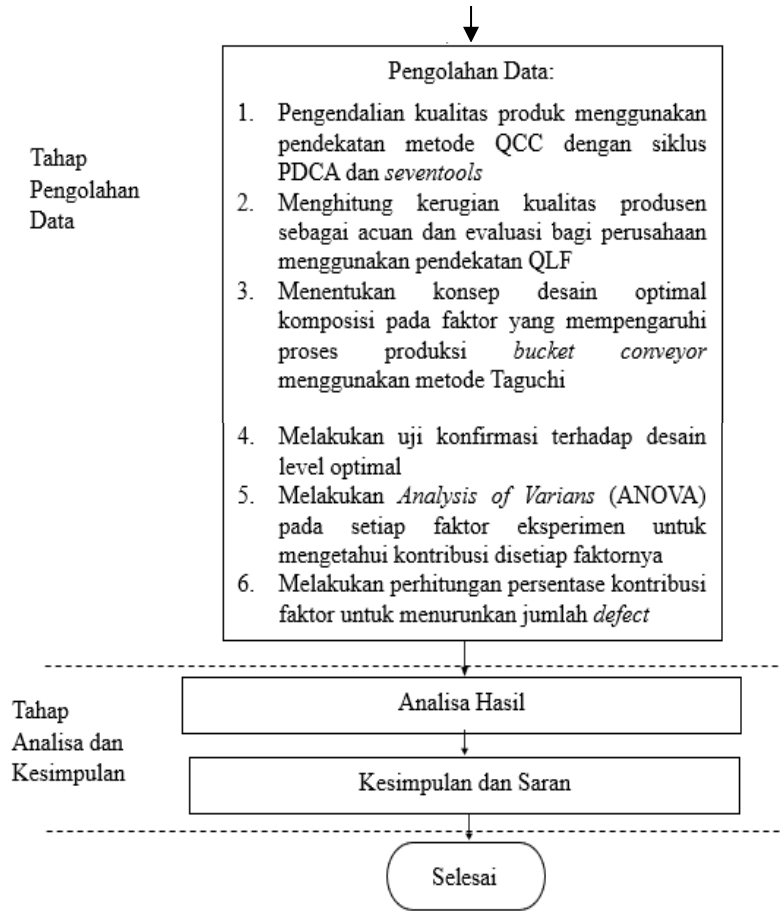 Pengolahan Data:
1. Pengendalian kualitas produk menggunakan
pendekatan metode QCC dengan siklus
PDCA dan seventools
2. Menghitung kerugian kualitas produsen
sebagai acuan dan evaluasi bagi perusahaan
menggunakan pendekatan QLF
3. Menentukan konsep desain optimal
komposisi pada faktor yang mempengaruhi
proses produksi bucket conveyor
menggunakan metode Taguchi
4. Melakukan uji konfirmasi terhadap desain
level optimal
5. Melakukan Analysis of Varians (ANOVA)
pada setiap faktor eksperimen untuk
mengetahui kontribusi disetiap faktornya
6. Melakukan perhitungan persentase kontribusi
faktor untuk menurunkan jumlah defect
Tahap
Pengolahan
Data
Tahap
Analisa dan
Kesimpulan
Analisa Hasil
Kesimpulan dan Saran
Selesai